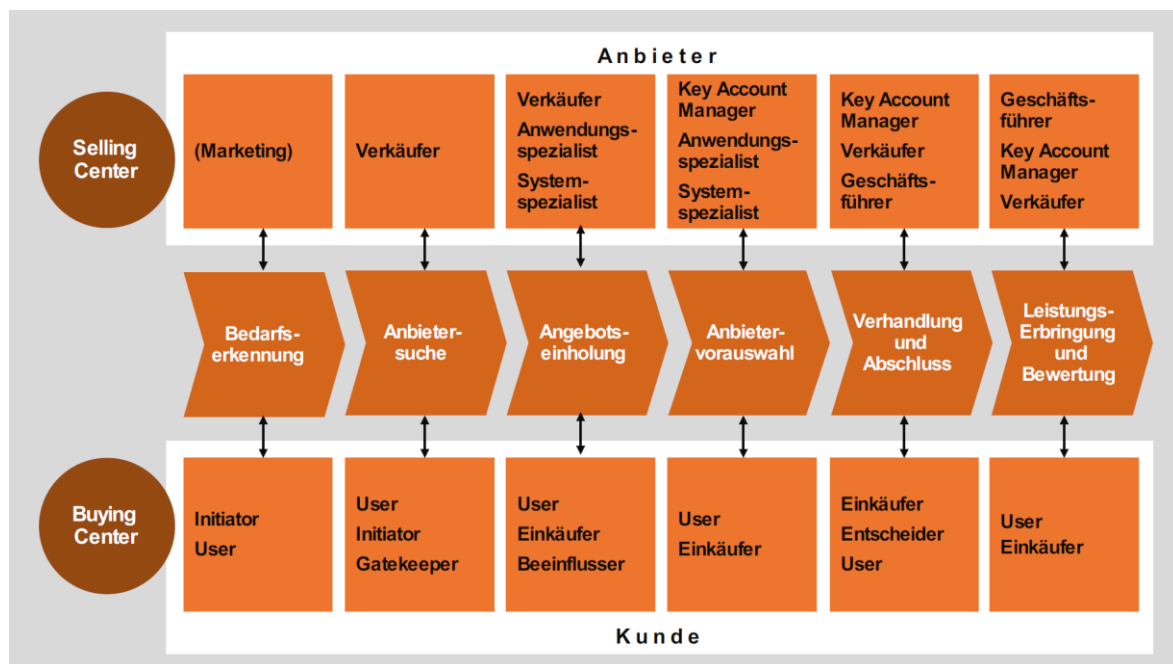 Anbieter
Selling
Center
(Marketing)
Verkäufer
Verkäufer
Anwendungs-
spezialist
System-
spezialist
Key Account
Manager
Anwendungs-
spezialist
System-
spezialist
Key Account
Manager
Verkäufer
Geschäfts-
führer
Geschäfts-
führer
Key Account
Manager
Verkäufer
Bedarfs-
erkennung
Anbieter-
suche
Angebots-
einholung
Anbieter-
vorauswahl
Verhandlung
und
Abschluss
Leistungs-
Erbringung
und
Bewertung
Buying
Center
Initiator
User
User
Initiator
Gatekeeper
User
Einkäufer
Beeinflusser
User
Einkäufer
Einkäufer
Entscheider
User
User
Einkäufer
Kunde